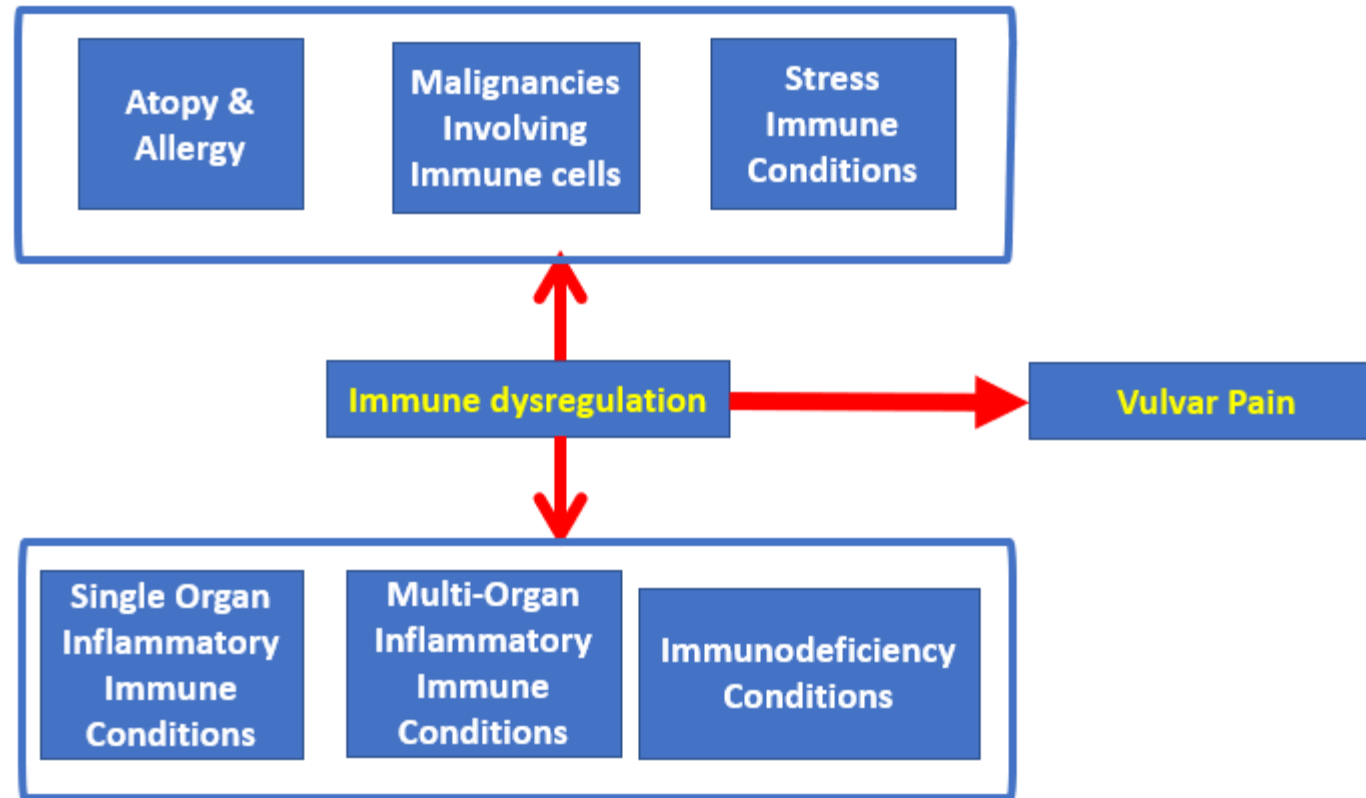 Atopy &
Allergy
Malignancies
Involving
Immune cells
Stress
Immune
Conditions
Immune dysregulation
Vulvar Pain
Single Organ
Inflammatory
Immune
Conditions
Multi-Organ
Inflammatory
Immune
Conditions
Immunodeficiency
Conditions